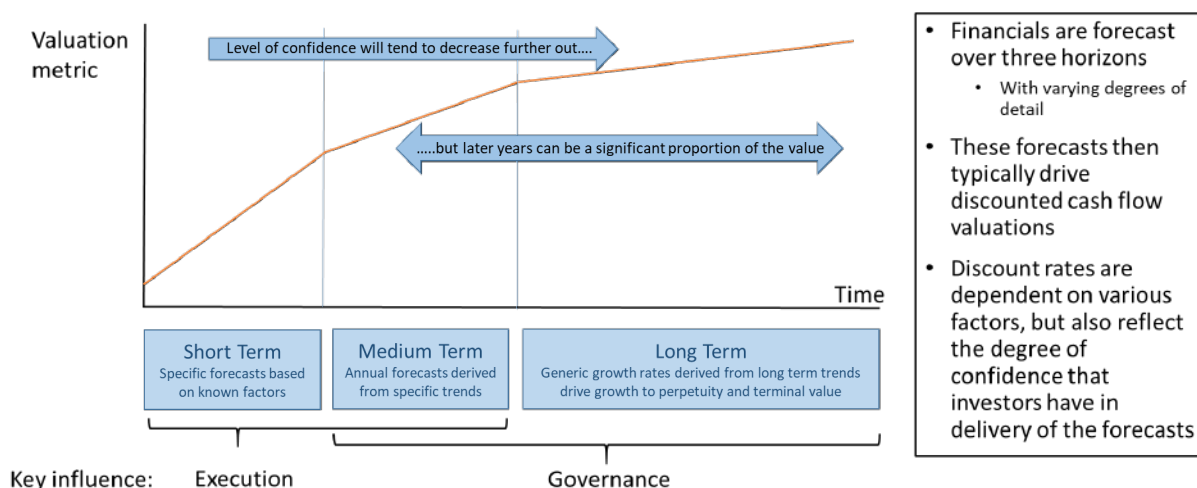 Valuation
metric
Level of confidence will tend to decrease further out....
.....but later years can be a significant proportion of the value
Time
Short Term
Specific forecasts based
on known factors
Medium Term
Annual forecasts derived
from specific trends
Long Term
Generic growth rates derived from long term trends
drive growth to perpetuity and terminal value
Key influence:
Execution
Governance
• Financials are forecast
over three horizons
• With varying degrees of
detail
• These forecasts then
typically drive
discounted cash flow
valuations
• Discount rates are
dependent on various
factors, but also reflect
the degree of
confidence that
investors have in
delivery of the forecasts